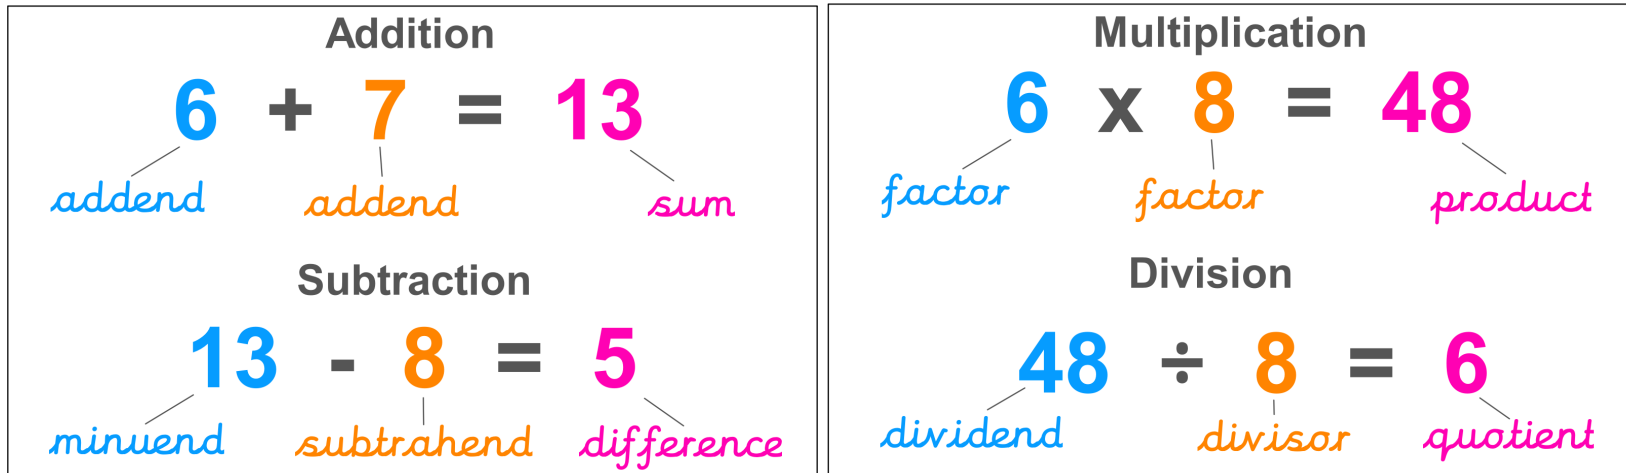 Addition
6 + 7 = 13
addend addend sum
Subtraction
13 - 8 = 5
minuend subtrahend difference
Multiplication
6 x 8 = 48
factor factor product
Division
48 ÷ 8 = 6
dividend divisor quotient